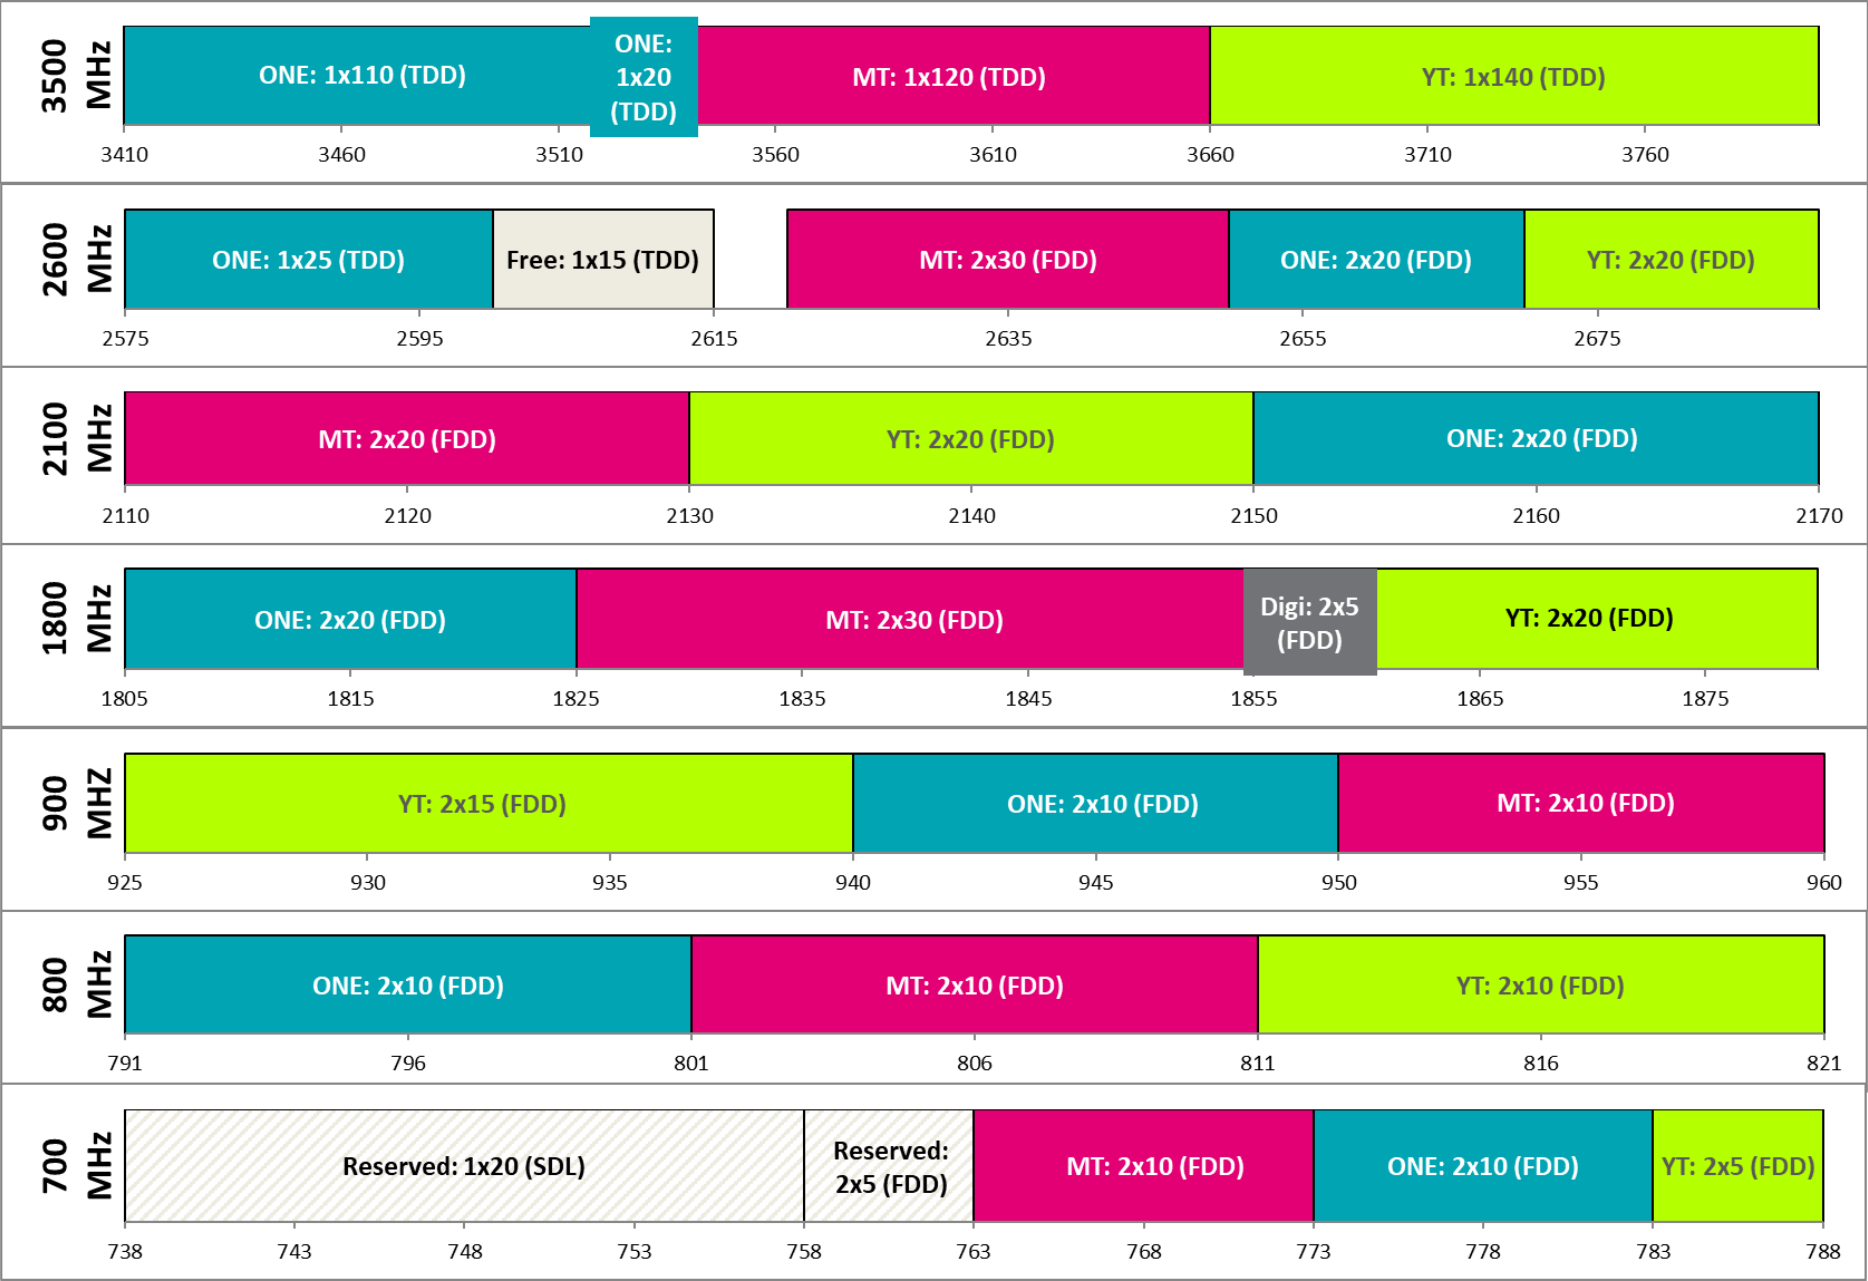 3500
MHz
ONE: 1x110 (TDD)
ONE:
1x20
(TDD)
MT: 1x120 (TDD)
YT: 1x140 (TDD)
3410 3460 3510 3560 3610 3660 3710 3760
2600
MHz
ONE: 1x25 (TDD)
Free: 1x15 (TDD)
MT: 2x30 (FDD)
ONE: 2x20 (FDD)
YT: 2x20 (FDD)
2575 2595 2615 2635 2655 2675
2100
MHz
MT: 2x20 (FDD)
YT: 2x20 (FDD)
ONE: 2x20 (FDD)
2110 2120 2130 2140 2150 2160 2170
1800
MHz
ONE: 2x20 (FDD)
MT: 2x30 (FDD)
Digi: 2x5
(FDD)
YT: 2x20 (FDD)
1805 1815 1825 1835 1845 1855 1865 1875
900
MHZ
YT: 2x15 (FDD)
ONE: 2x10 (FDD)
MT: 2x10 (FDD)
925 930 935 940 945 950 955 960
800
MHz
ONE: 2x10 (FDD)
MT: 2x10 (FDD)
YT: 2x10 (FDD)
791 796 801 806 811 816 821
700
MHz
Reserved: 1x20 (SDL)
Reserved:
2x5 (FDD)
MT: 2x10 (FDD)
ONE: 2x10 (FDD)
YT: 2x5 (FDD)
738 743 748 753 758 763 768 773 778 783 788